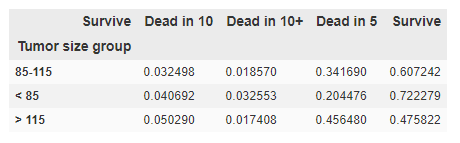 Survive Dead in 10 Dead in 10+ Dead in 5 Survive
Tumor size group
85-115 0.032498 0.018570 0.341690 0.607242
< 85 0.040692 0.032553 0.204476 0.722279
> 115 0.050290 0.017408 0.456480 0.475822